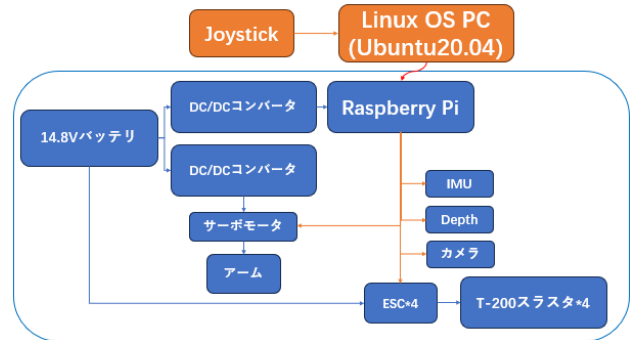 Joystick
Linux OS PC
(Ubuntu20.04)
DC/DCコンバータ
Raspberry Pi
14.8Vバッテリ
DC/DCコンバータ
IMU
サーボモータ
Depth
カメラ
アーム
ESC*4
T-200スラスタ*4